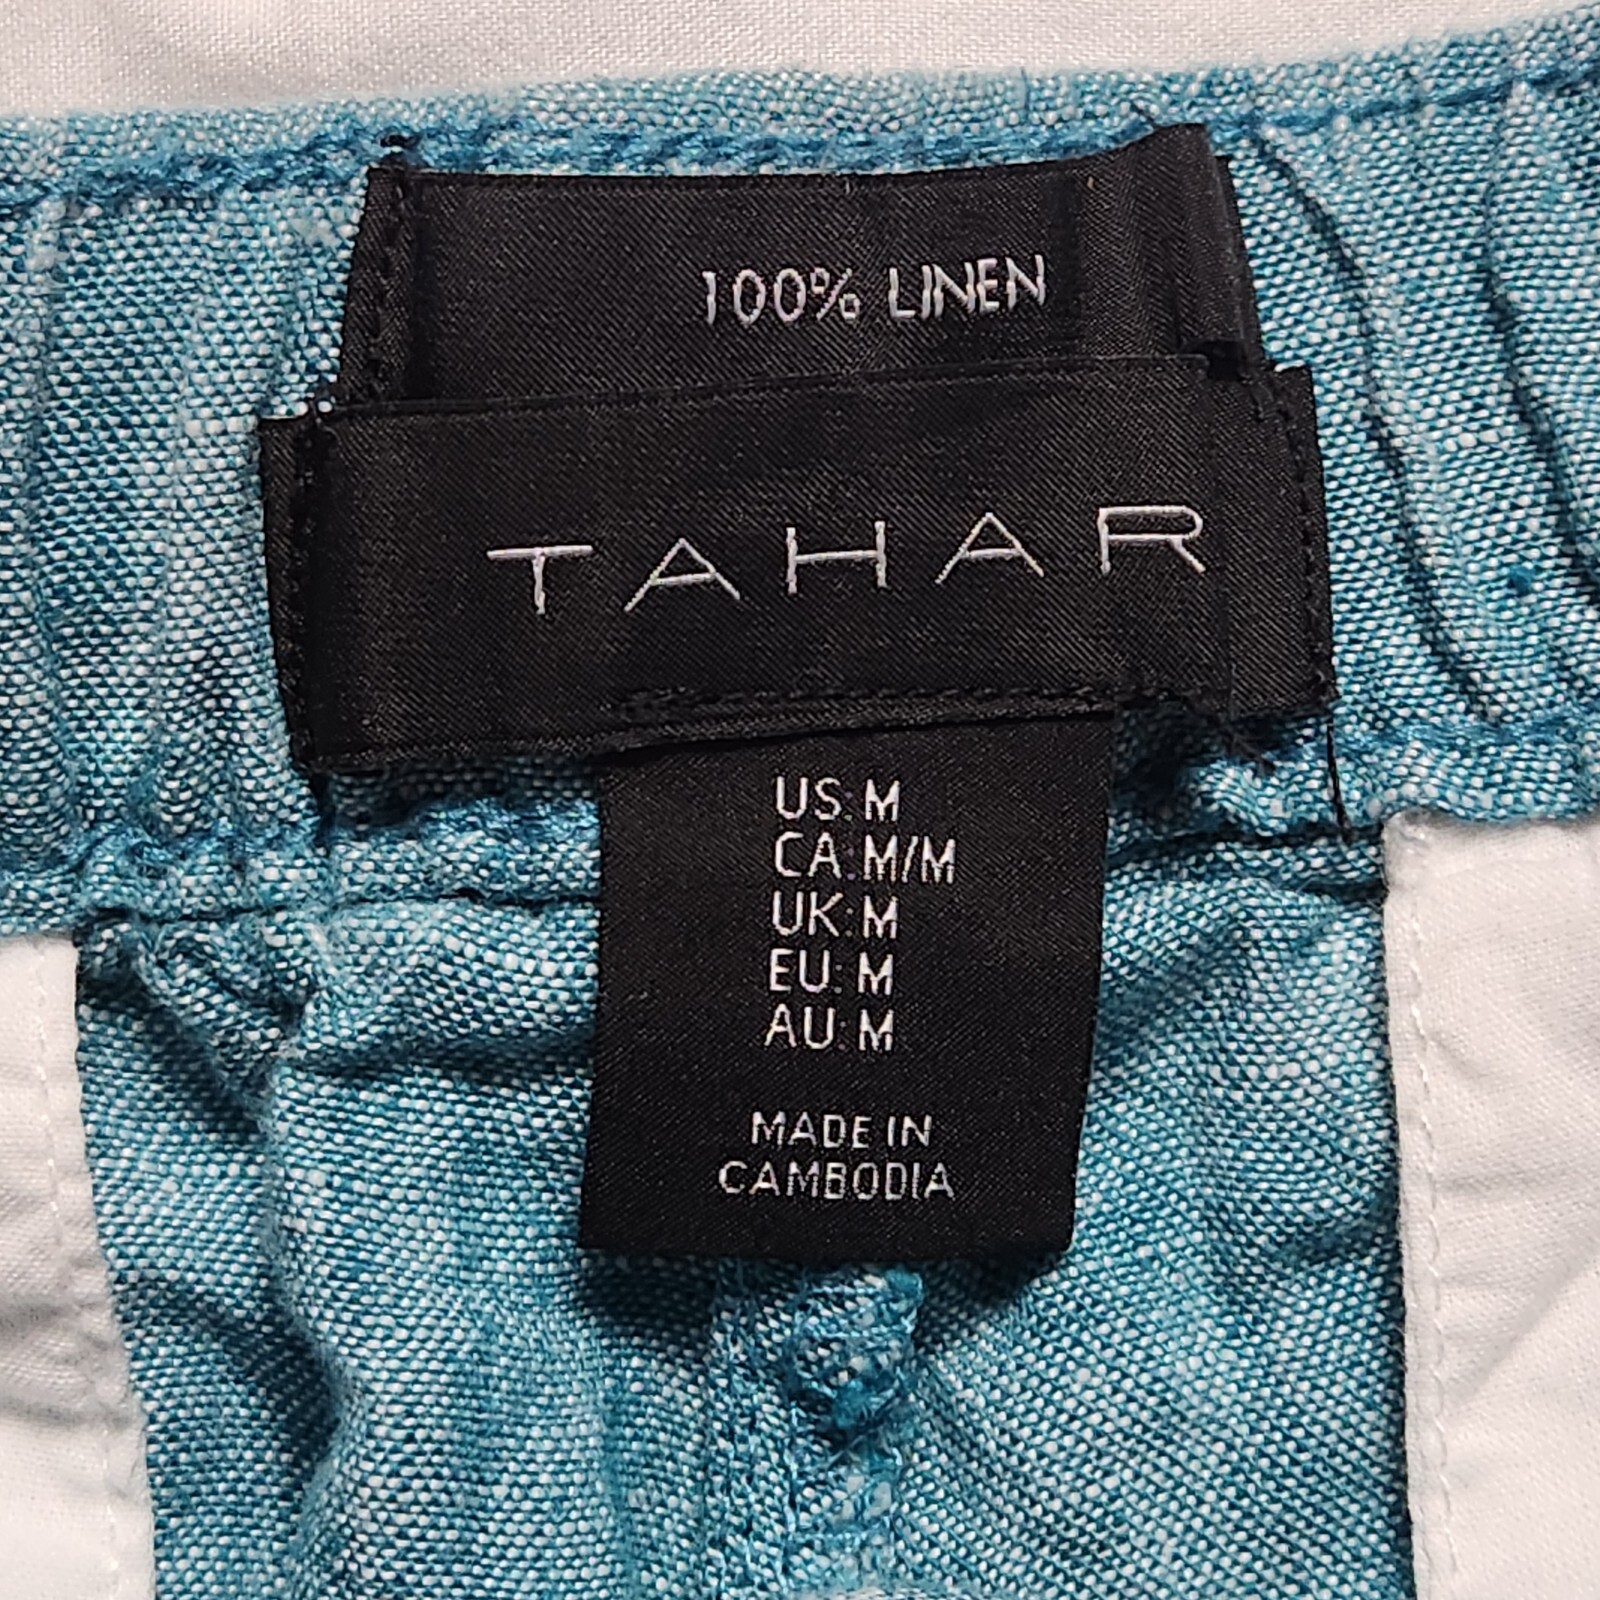 100% LINEN
TAHAR
US: M
CA: M/M
UK: M
EU: M
AU: M
MADE IN
CAMBODIA